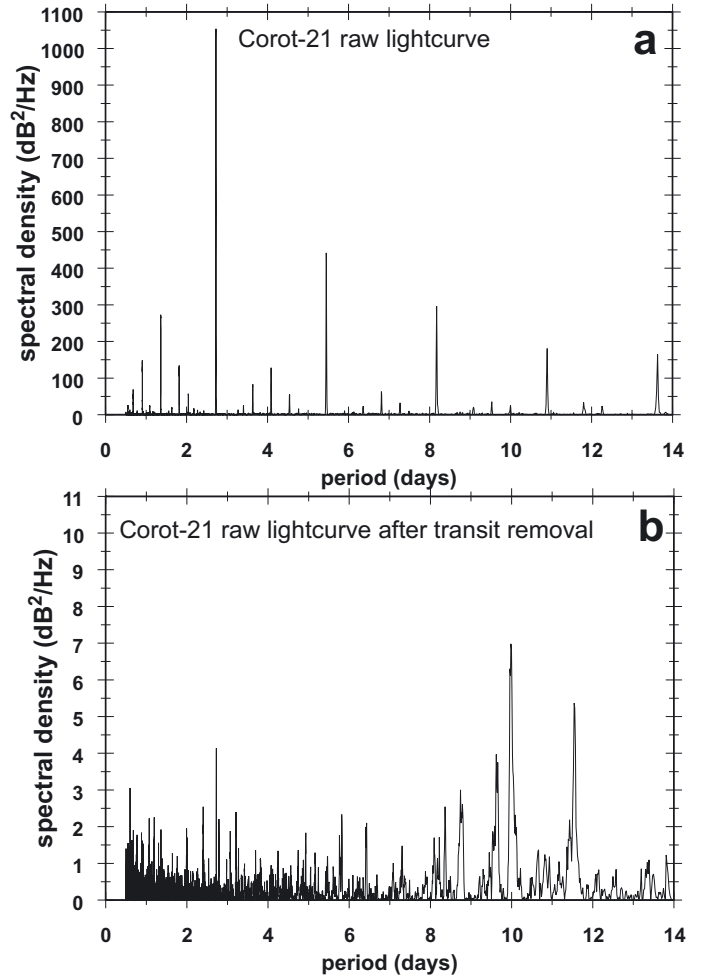 Corot-21 raw lightcurve
a
spectral density (dB²/Hz)
1100
1000
900
800
700
600
500
400
300
200
100
0
0 2 4 6 8 10 12 14
period (days)
Corot-21 raw lightcurve after transit removal
b
spectral density (dB²/Hz)
11
10
9
8
7
6
5
4
3
2
1
0
0 2 4 6 8 10 12 14
period (days)